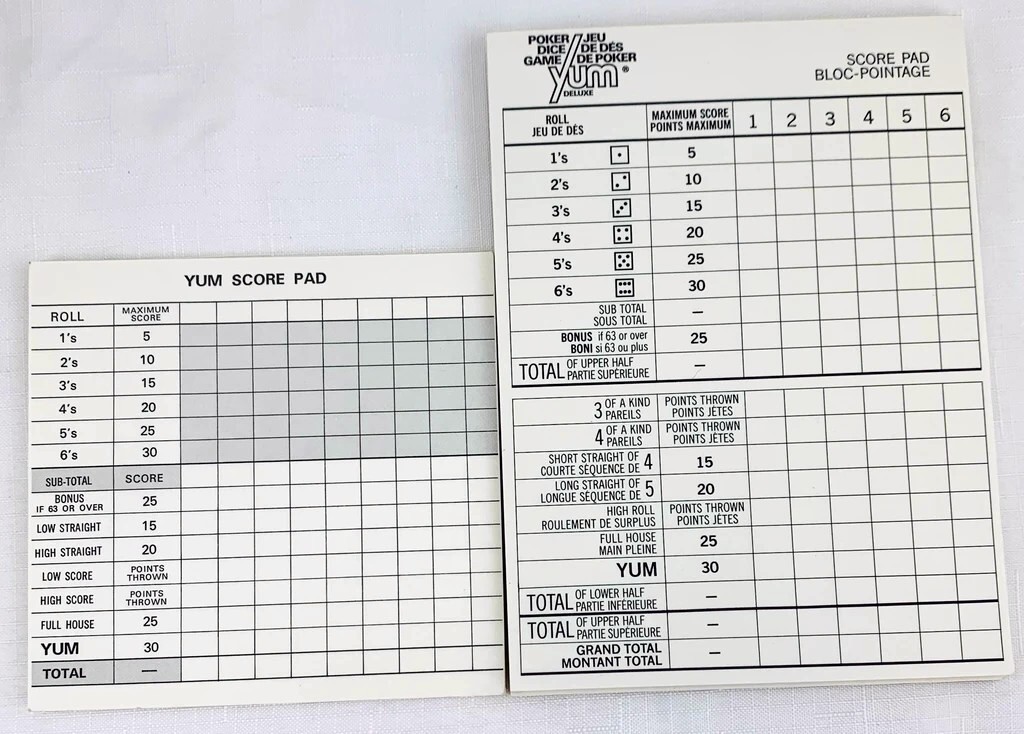 YUM SCORE PAD
ROLL MAXIMUM SCORE
1's 5
2's 10
3's 15
4's 20
5's 25
6's 30
SUB-TOTAL SCORE
BONUS IF 63 OR OVER 25
LOW STRAIGHT 15
HIGH STRAIGHT 20
LOW SCORE POINTS THROWN
HIGH SCORE POINTS THROWN
FULL HOUSE 25
YUM 30
TOTAL —
POKER DICE GAME / JEU DE DÉS DE POKER
yum®
DELUXE
SCORE PAD
BLOC-POINTAGE
ROLL JEU DE DÉS MAXIMUM SCORE POINTS MAXIMUM 1 2 3 4 5 6
1's 5
2's 10
3's 15
4's 20
5's 25
6's 30
SUB TOTAL SOUS TOTAL —
BONUS if 63 or over BONI si 63 ou plus 25
TOTAL OF UPPER HALF PARTIE SUPÉRIEURE —
3 OF A KIND PAREILS POINTS THROWN POINTS JÉTES
4 OF A KIND PAREILS POINTS THROWN POINTS JÉTES
SHORT STRAIGHT OF COURTE SÉQUENCE DE 4 15
LONG STRAIGHT OF LONGUE SÉQUENCE DE 5 20
HIGH ROLL ROULEMENT DE SURPLUS POINTS THROWN POINTS JÉTES
FULL HOUSE MAIN PLEINE 25
YUM 30
TOTAL OF LOWER HALF PARTIE INFÉRIEURE —
TOTAL OF UPPER HALF PARTIE SUPÉRIEURE —
GRAND TOTAL MONTANT TOTAL —